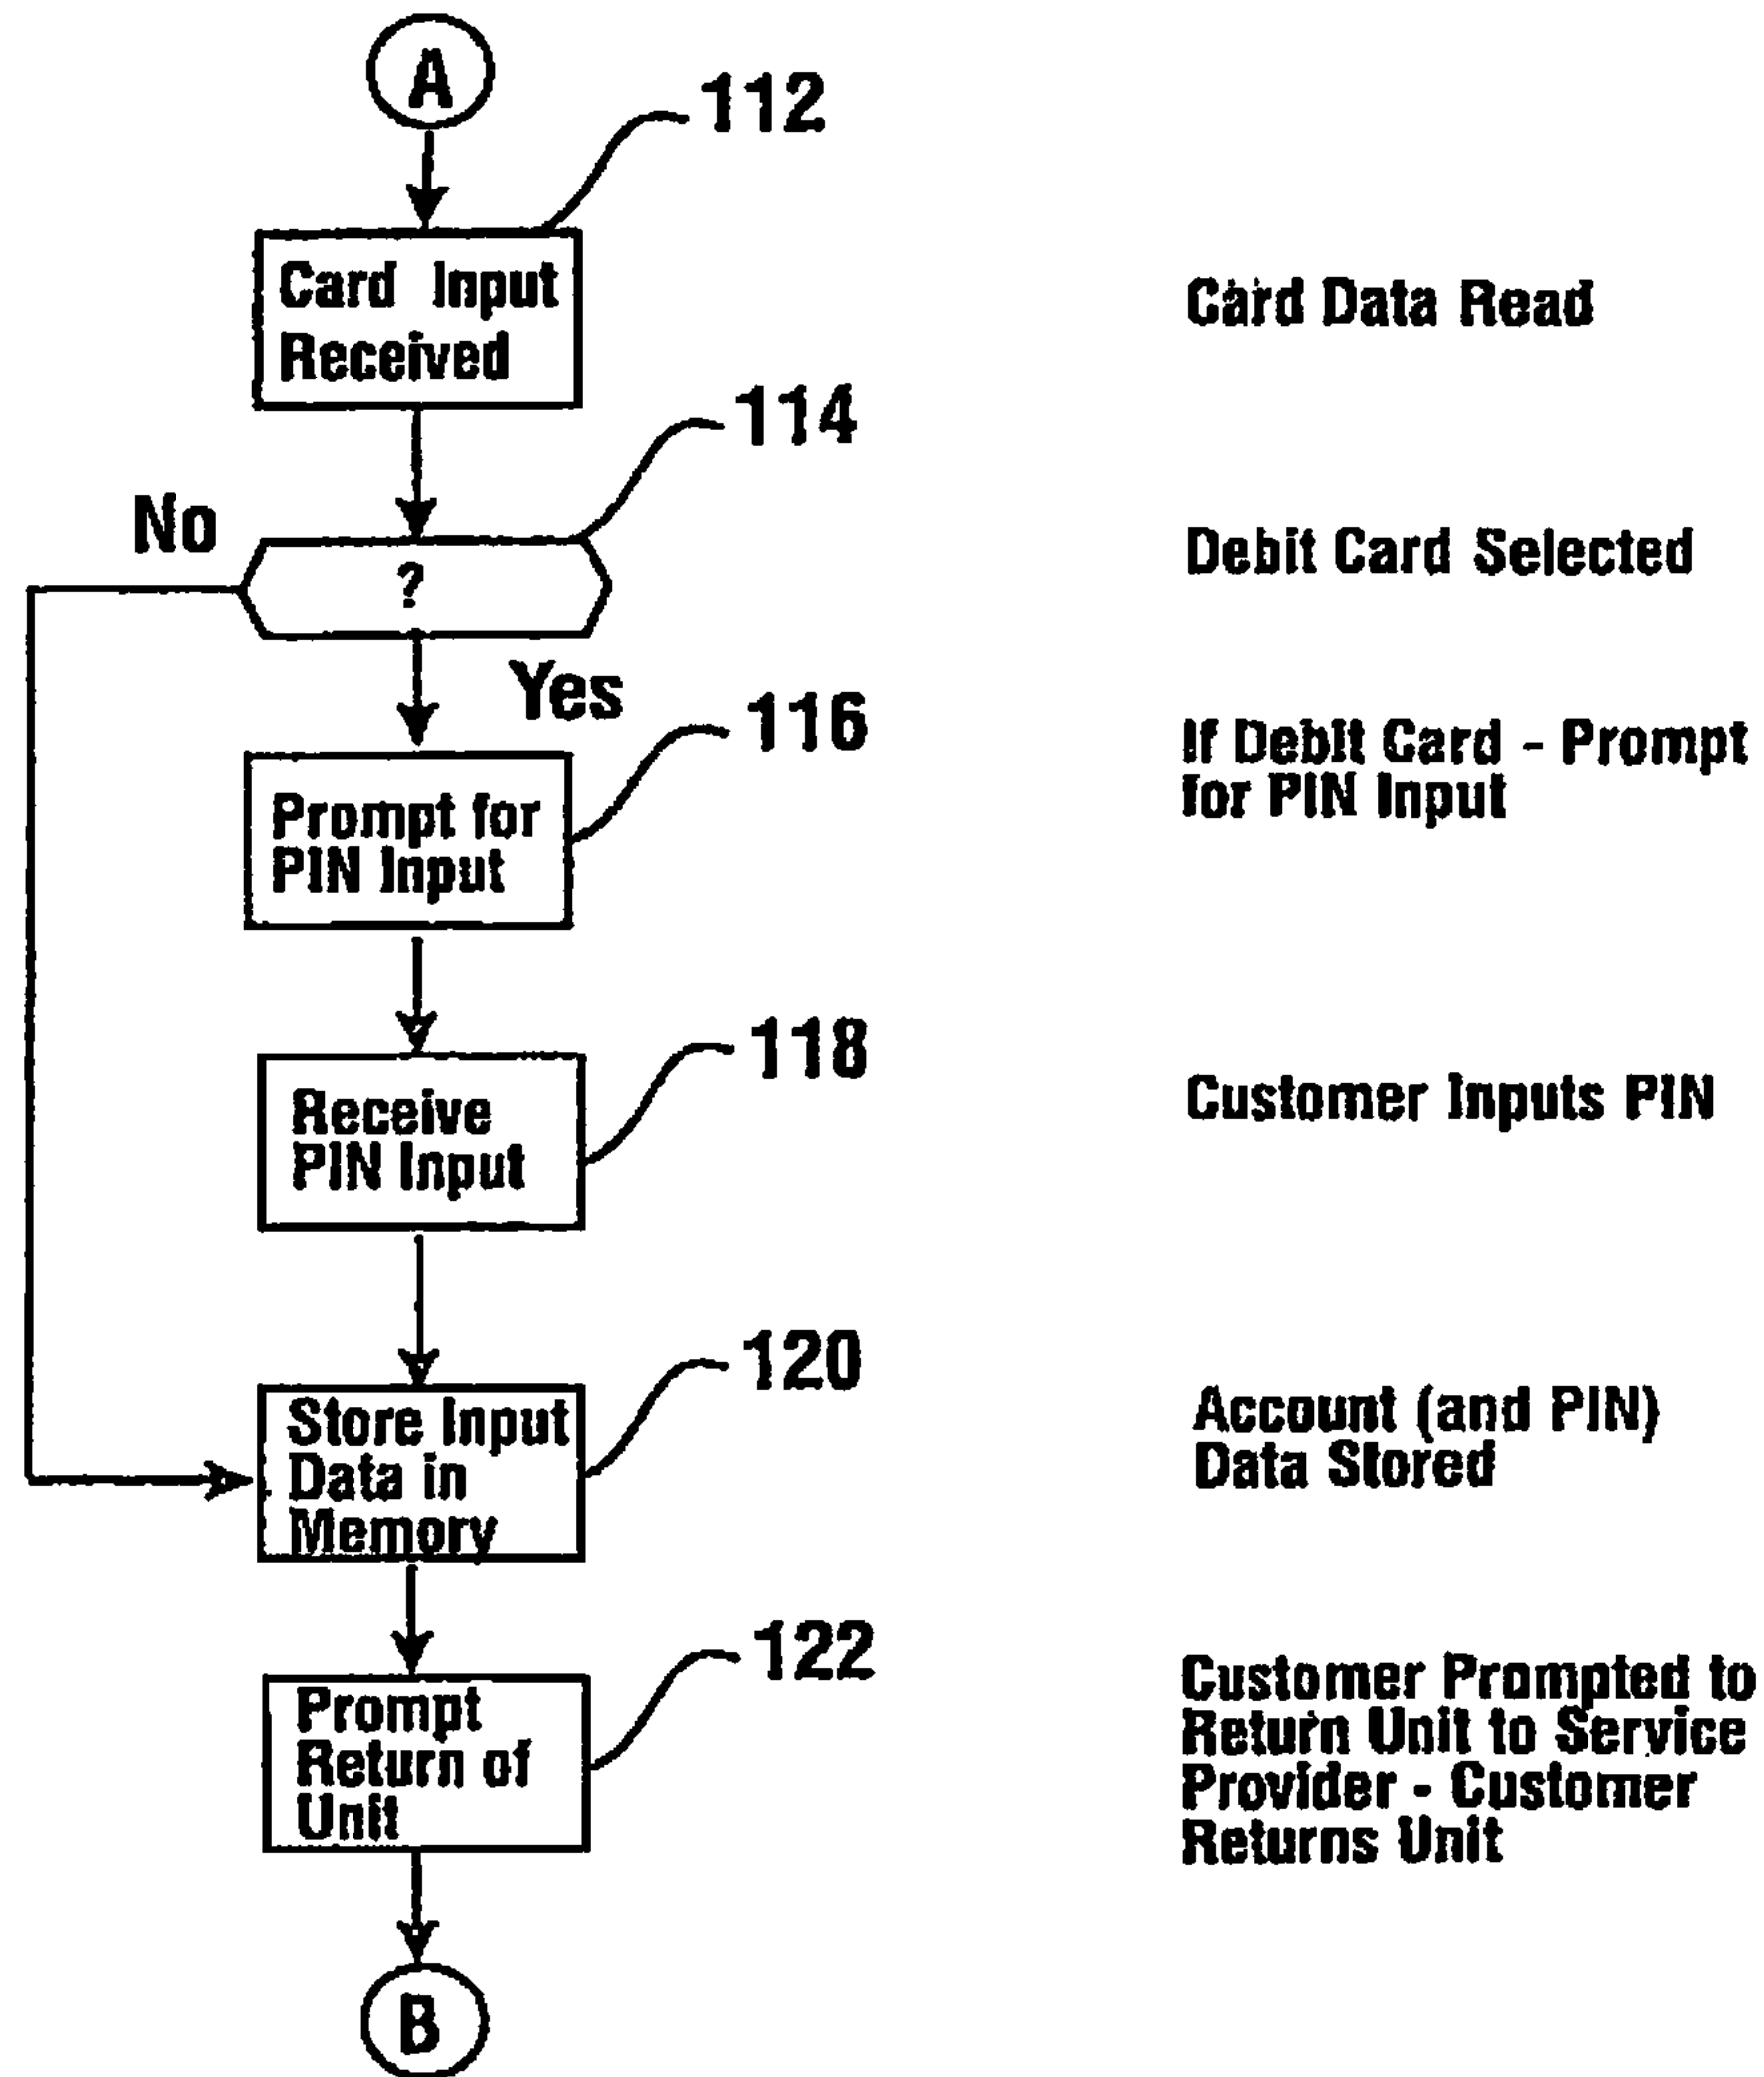 A
112
Card Input
Received
Card Data Read
114
No
?
Debit Card Selected
Yes
116
Prompt for
PIN Input
If Debit Card - Prompt
for PIN Input
118
Receive
PIN Input
Customer Inputs PIN
120
Store Input
Data in
Memory
Account (and PIN)
Data Stored
122
Prompt
Return of
Unit
Customer Prompted to
Return Unit to Service
Provider - Customer
Returns Unit
B